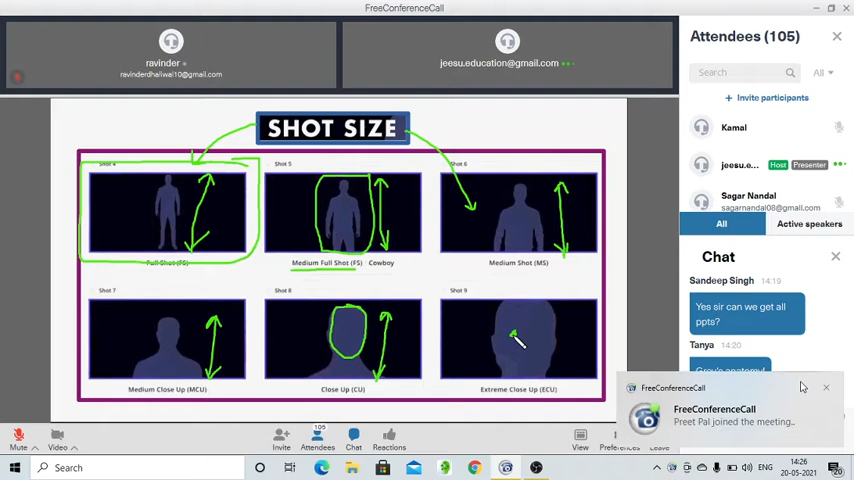 FreeConferenceCall
ravinder
ravinderdhaliwal10@gmail.com
jeesu.education@gmail.com
SHOT SIZE
Shot 4
Shot 5
Shot 6
Full Shot (FS)
Medium Full Shot (FS) Cowboy
Medium Shot (MS)
Shot 7
Shot 8
Shot 9
Medium Close Up (MCU)
Close Up (CU)
Extreme Close Up (ECU)
Attendees (105)
Search
All
+ Invite participants
Kamal
jeesu.e... Host Presenter
Sagar Nandal
sagarnandal08@gmail.com
All
Active speakers
Chat
Sandeep Singh 14:19
Yes sir can we get all
ppts?
Tanya 14:20
Grey's anatomy!
FreeConferenceCall
FreeConferenceCall
Preet Pal joined the meeting..
Mute
Video
Invite
105
Attendees
Chat
Reactions
View
Preferences
Leave
Search
ENG
14:26
20-05-2021
20